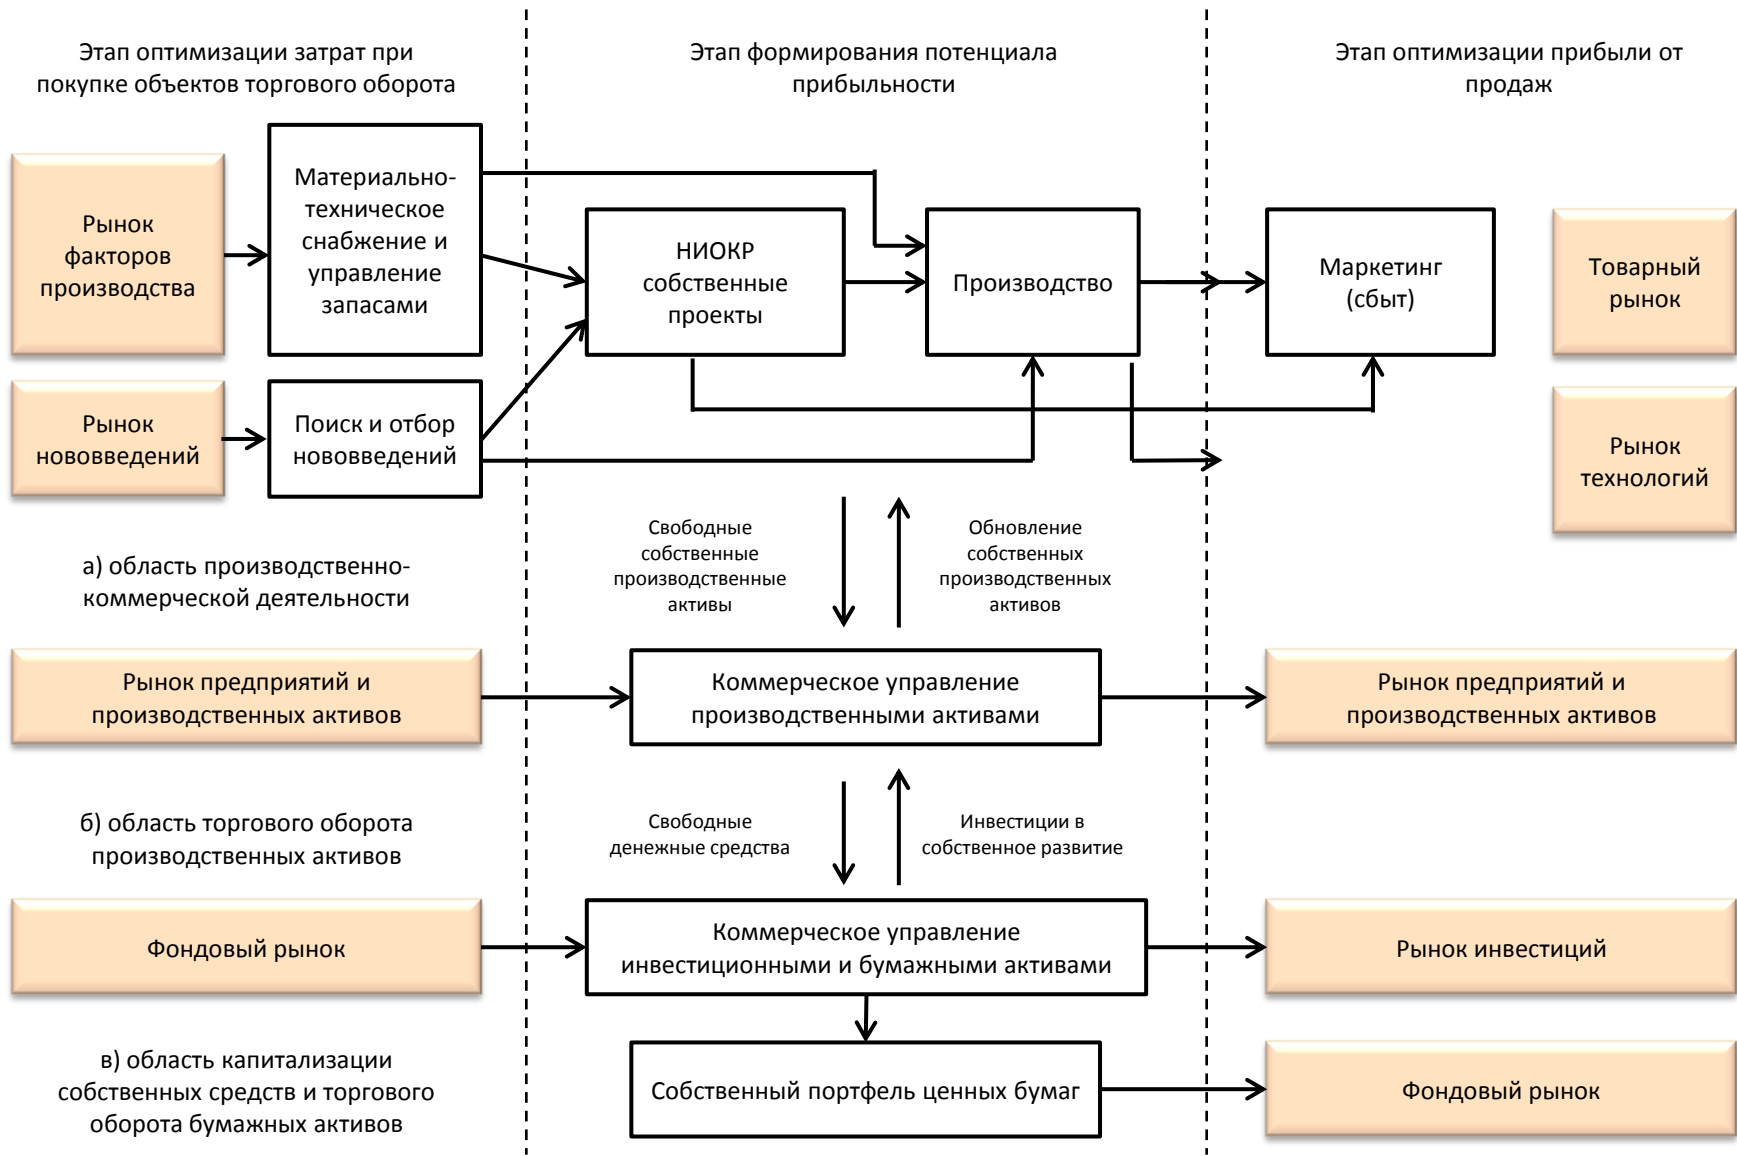 Этап оптимизации затрат при
покупке объектов торгового оборота
Этап формирования потенциала
прибыльности
Этап оптимизации прибыли от
продаж
Рынок
факторов
производства
Материально-
техническое
снабжение и
управление
запасами
НИОКР
собственные
проекты
Производство
Маркетинг
(сбыт)
Товарный
рынок
Рынок
нововведений
Поиск и отбор
нововведений
Рынок
технологий
Свободные
собственные
производственные
активы
Обновление
собственных
производственных
активов
а) область производственно-
коммерческой деятельности
Рынок предприятий и
производственных активов
Коммерческое управление
производственными активами
Рынок предприятий и
производственных активов
б) область торгового оборота
производственных активов
Свободные
денежные средства
Инвестиции в
собственное развитие
Фондовый рынок
Коммерческое управление
инвестиционными и бумажными активами
Рынок инвестиций
в) область капитализации
собственных средств и торгового
оборота бумажных активов
Собственный портфель ценных бумаг
Фондовый рынок